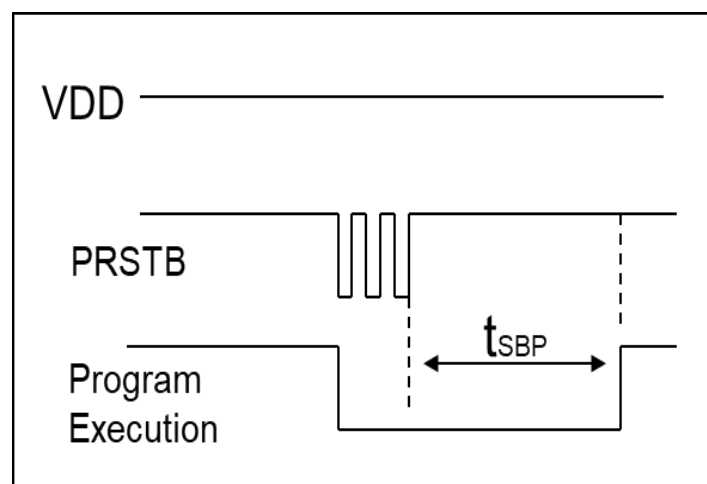 VDD
PRSTB
tSBP
Program
Execution